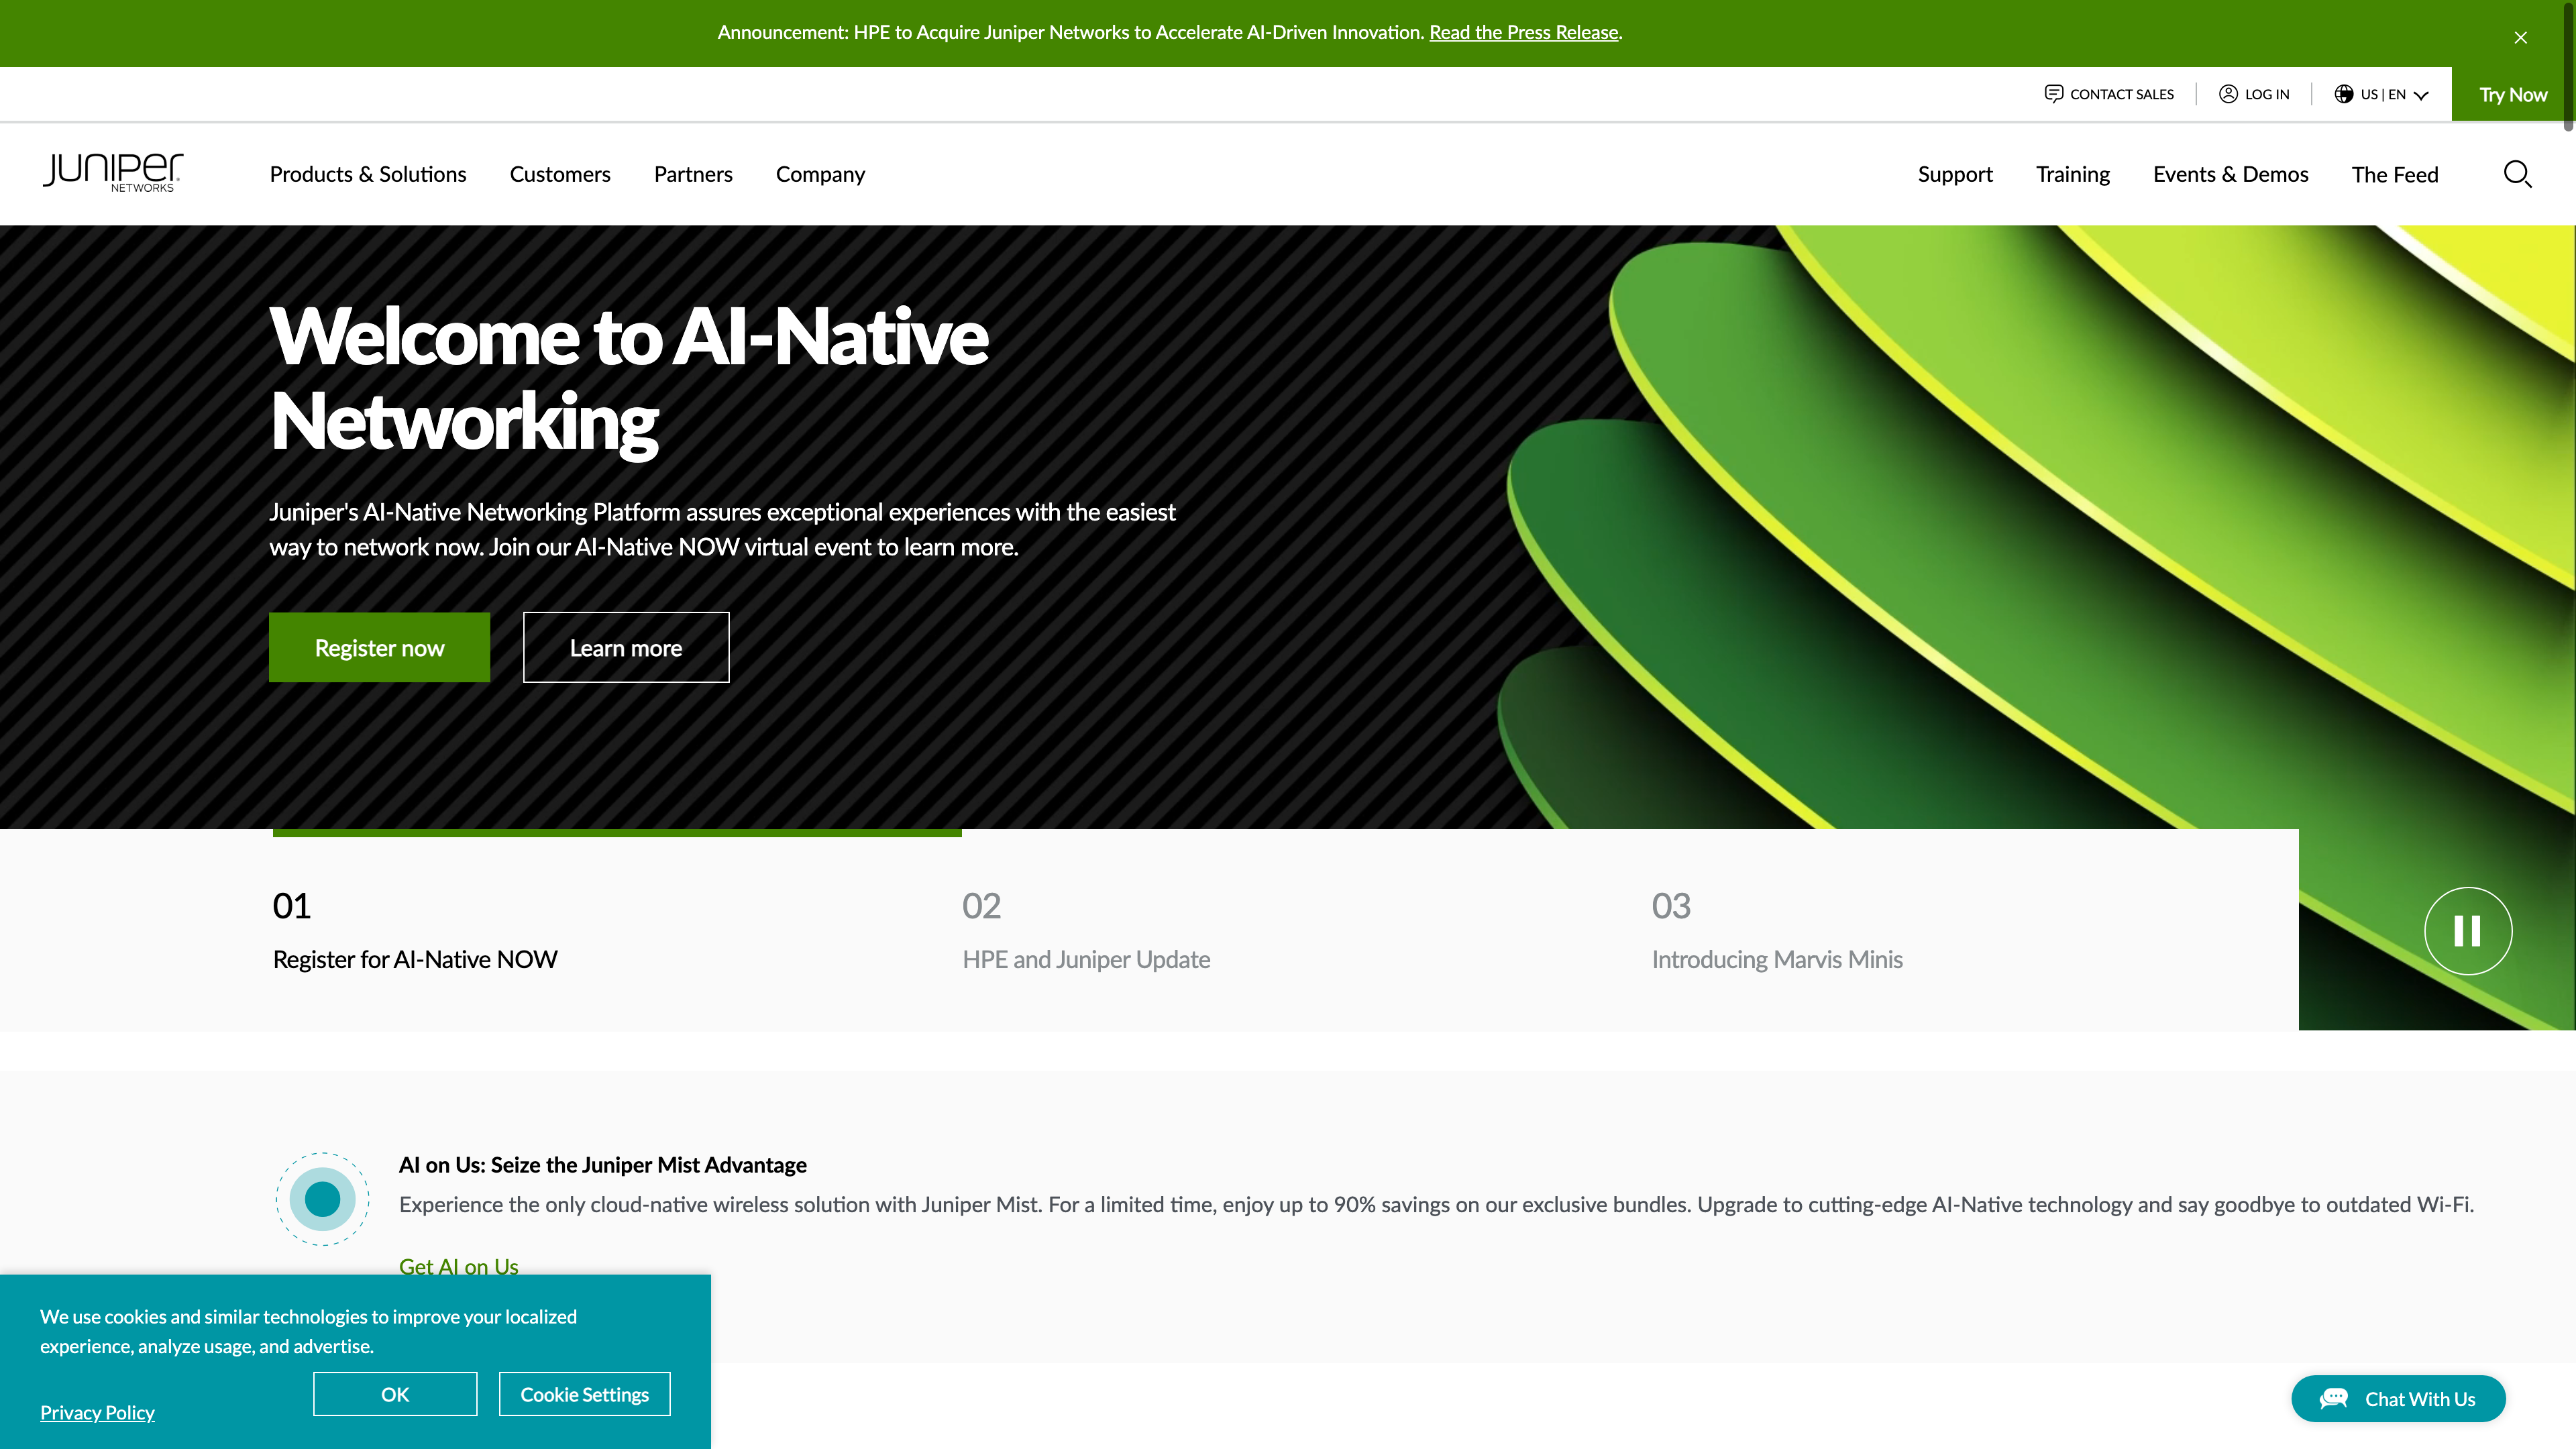 Announcement: HPE to Acquire Juniper Networks to Accelerate AI-Driven Innovation. Read the Press Release.
CONTACT SALES
LOG IN
US | EN
Try Now
JUNIPER NETWORKS
Products & Solutions
Customers
Partners
Company
Support
Training
Events & Demos
The Feed
Welcome to AI-Native
Networking
Juniper's AI-Native Networking Platform assures exceptional experiences with the easiest
way to network now. Join our AI-Native NOW virtual event to learn more.
Register now
Learn more
01
Register for AI-Native NOW
02
HPE and Juniper Update
03
Introducing Marvis Minis
AI on Us: Seize the Juniper Mist Advantage
Experience the only cloud-native wireless solution with Juniper Mist. For a limited time, enjoy up to 90% savings on our exclusive bundles. Upgrade to cutting-edge AI-Native technology and say goodbye to outdated Wi-Fi.
Get AI on Us
We use cookies and similar technologies to improve your localized
experience, analyze usage, and advertise.
Privacy Policy
OK
Cookie Settings
Chat With Us